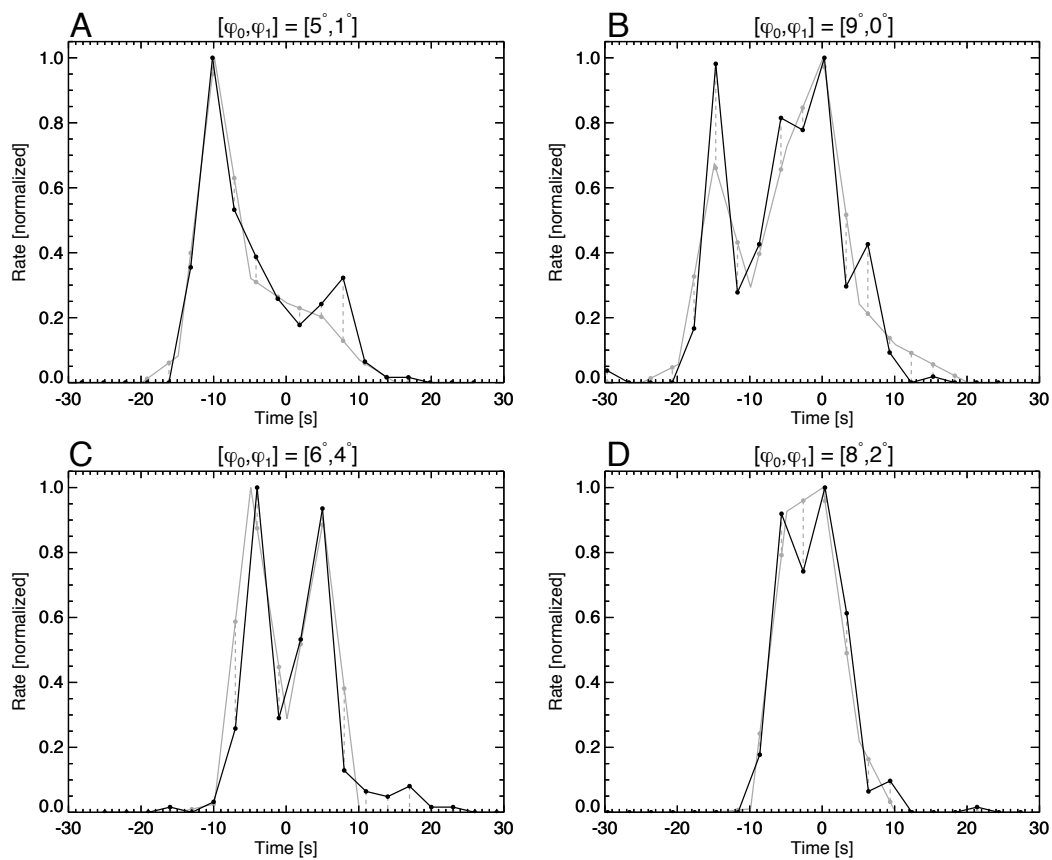 A
[φ₀,φ₁] = [5°,1°]
Rate [normalized]
1.0
0.8
0.6
0.4
0.2
0.0
-30 -20 -10 0 10 20 30
Time [s]
B
[φ₀,φ₁] = [9°,0°]
Rate [normalized]
1.0
0.8
0.6
0.4
0.2
0.0
-30 -20 -10 0 10 20 30
Time [s]
C
[φ₀,φ₁] = [6°,4°]
Rate [normalized]
1.0
0.8
0.6
0.4
0.2
0.0
-30 -20 -10 0 10 20 30
Time [s]
D
[φ₀,φ₁] = [8°,2°]
Rate [normalized]
1.0
0.8
0.6
0.4
0.2
0.0
-30 -20 -10 0 10 20 30
Time [s]